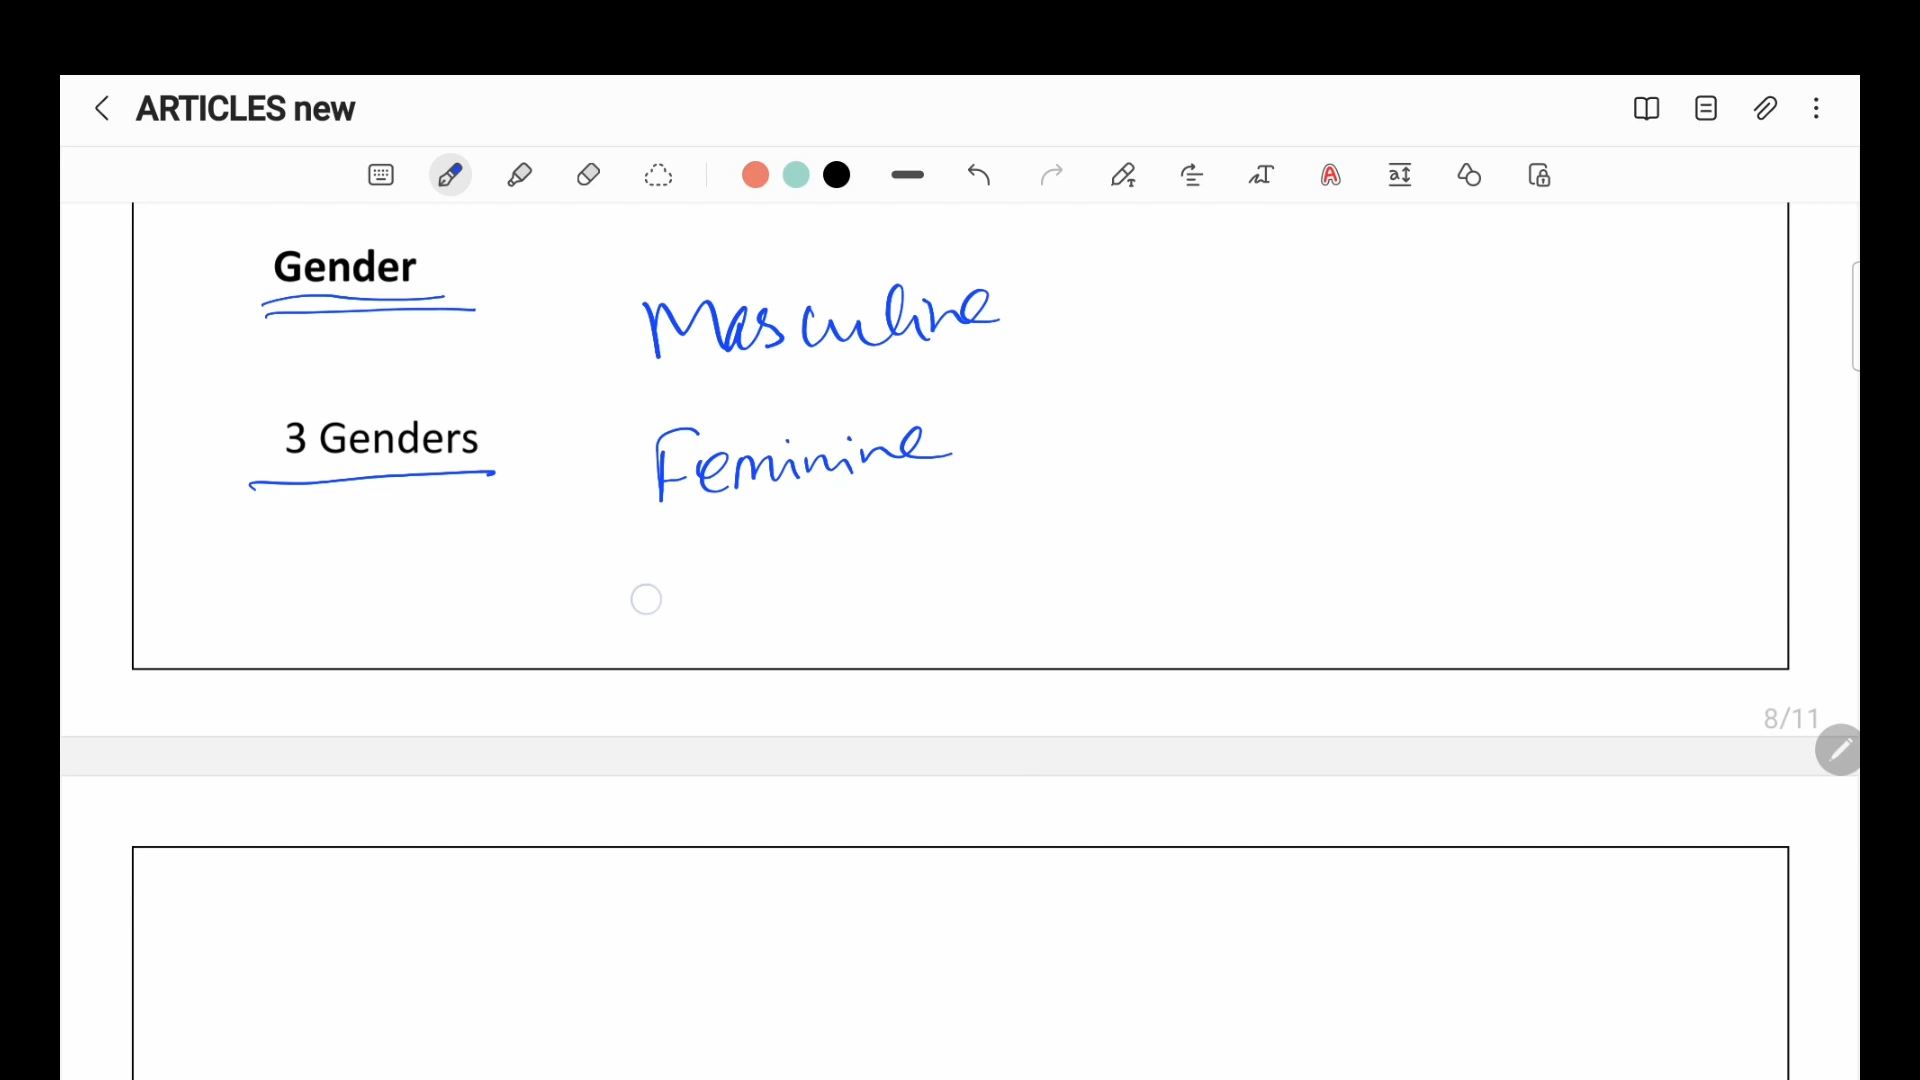 ARTICLES new
Gender
Masculine
3 Genders
Feminine
8/11